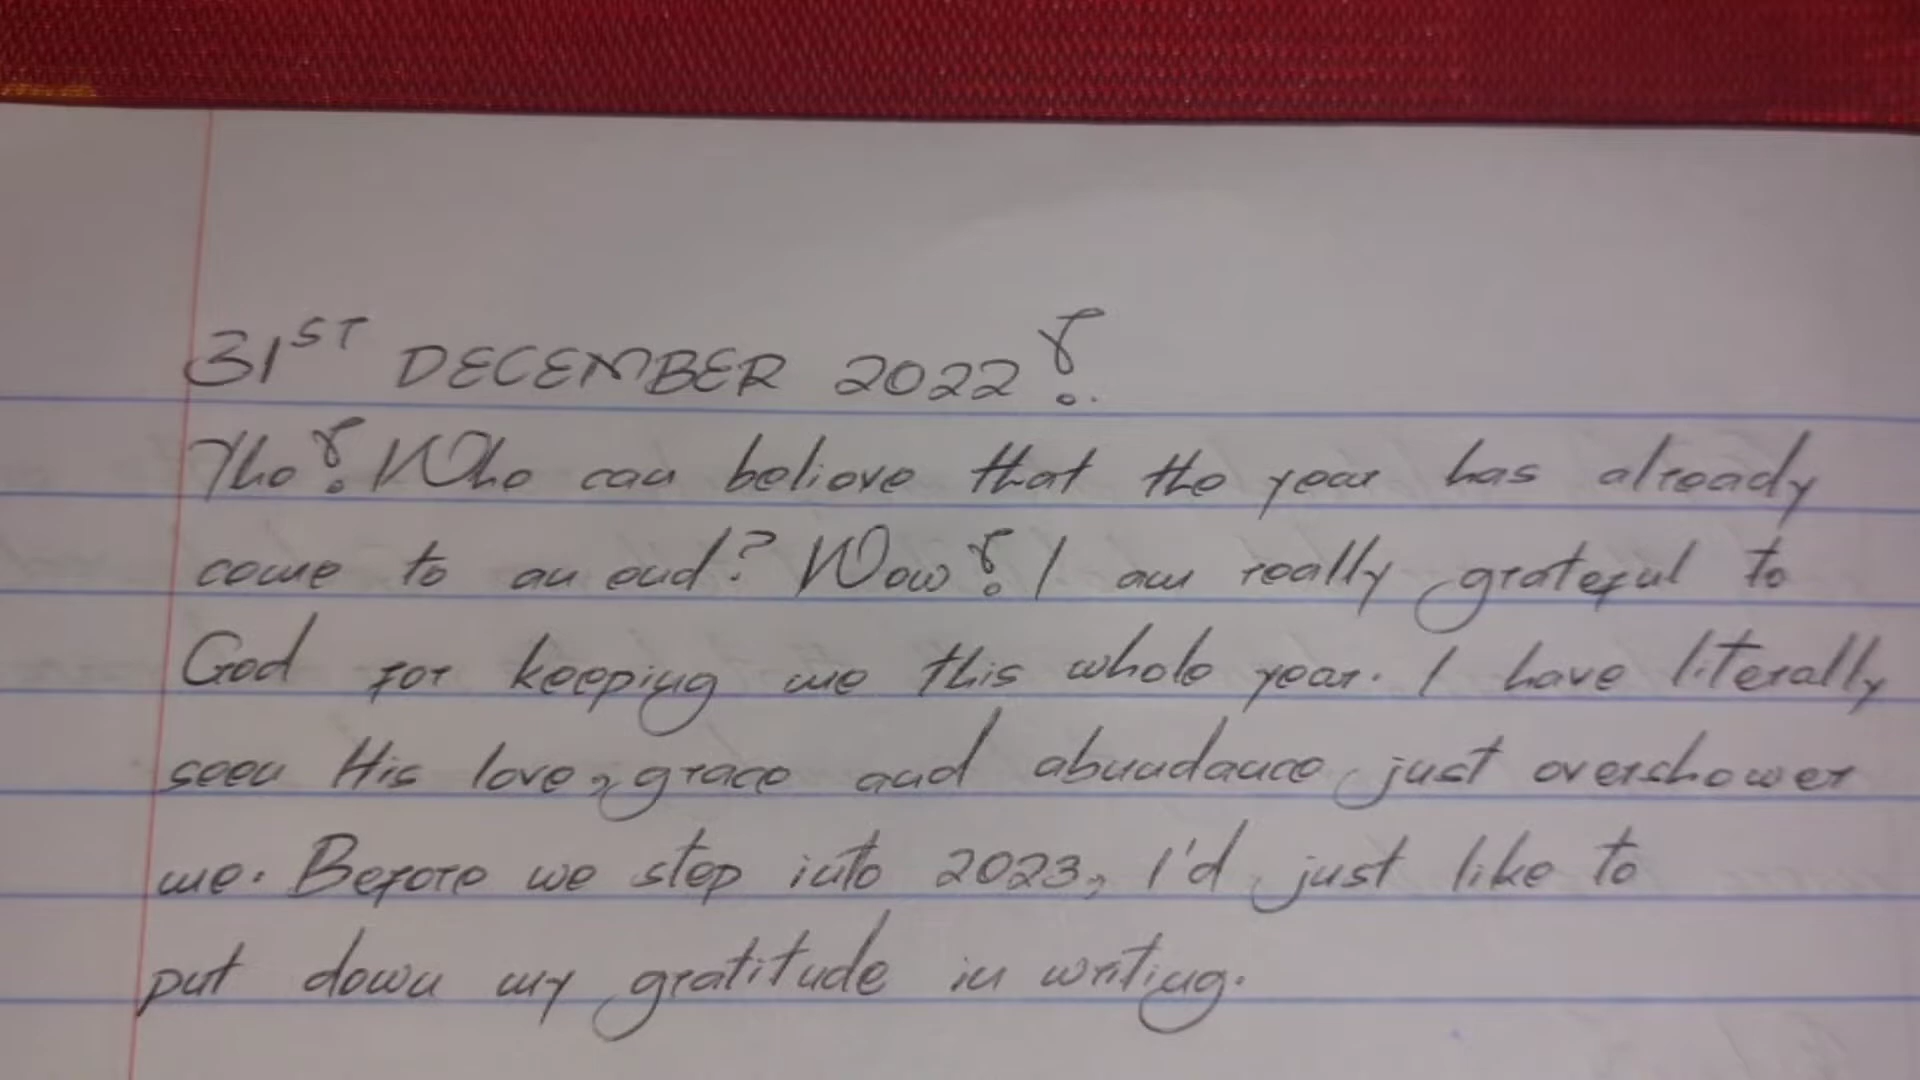 31ST DECEMBER 2022!
Yho! Who can believe that the year has already
come to an end? Wow! I am really grateful to
God for keeping me this whole year. I have literally
seen His love, grace and abundance just overshower
me. Before we step into 2023, I'd just like to
put down my gratitude in writing.